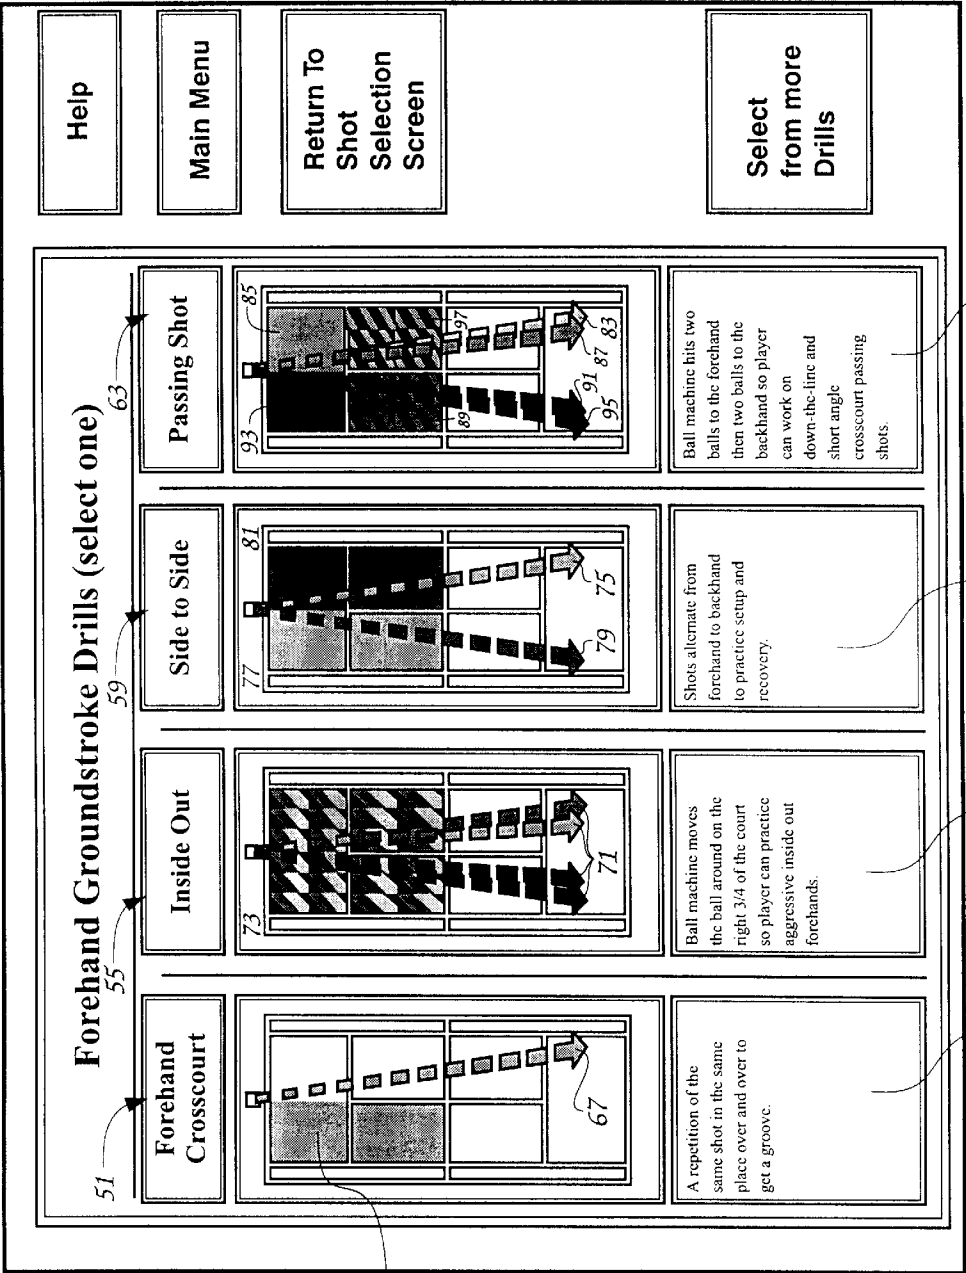 Forehand Groundstroke Drills (select one)
51
55
59
63
Forehand
Crosscourt
Inside Out
Side to Side
Passing Shot
67
73
71
77
81
79
75
93
85
89
97
91
95
87
83
A repetition of the
same shot in the same
place over and over to
get a groove.
Ball machine moves
the ball around on the
right 3/4 of the court
so player can practice
aggressive inside out
forehands.
Shots alternate from
forehand to backhand
to practice setup and
recovery.
Ball machine hits two
balls to the forehand
then two balls to the
backhand so player
can work on
down-the-line and
short angle
crosscourt passing
shots.
Help
Main Menu
Return To
Shot
Selection
Screen
Select
from more
Drills